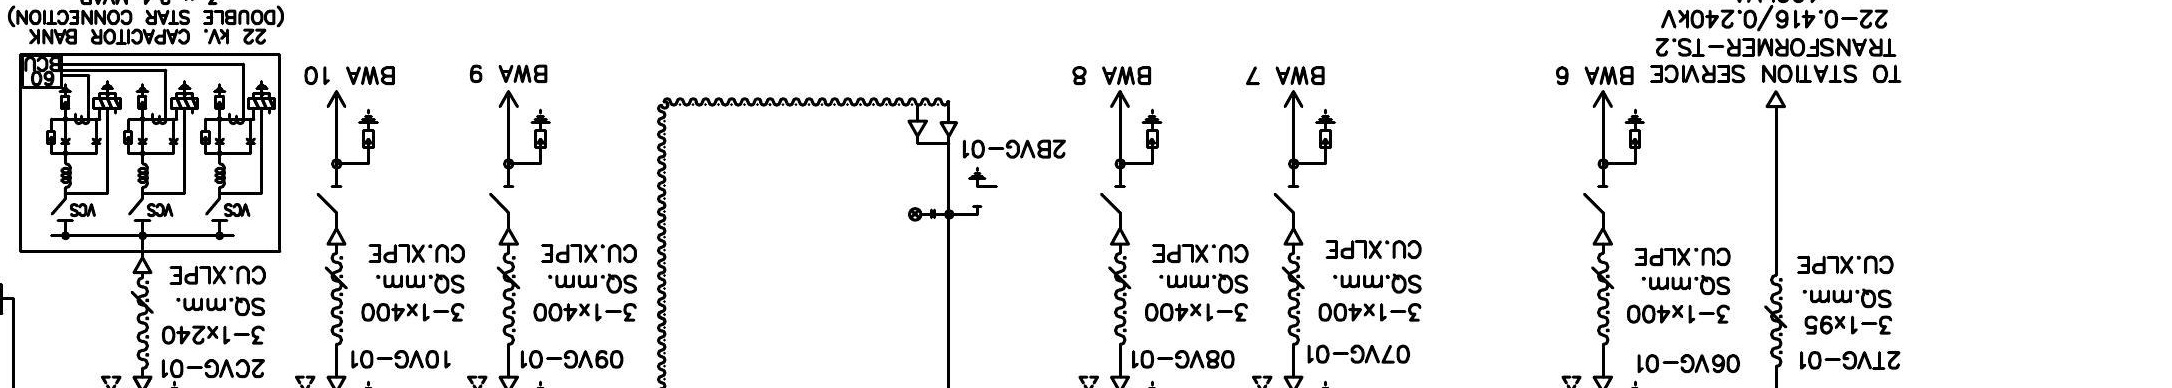 2TVG-01
3-1x95
SQ.mm.
CU.XLPE
TO STATION SERVICE
TRANSFORMER-TS.2
22-0.416/0.240kV
06VG-01
3-1x400
SQ.mm.
CU.XLPE
BWA 6
07VG-01
3-1x400
SQ.mm.
CU.XLPE
BWA 7
08VG-01
3-1x400
SQ.mm.
CU.XLPE
BWA 8
2BVG-01
09VG-01
3-1x400
SQ.mm.
CU.XLPE
BWA 9
10VG-01
3-1x400
SQ.mm.
CU.XLPE
BWA 10
2CVG-01
3-1x240
SQ.mm.
CU.XLPE
VCS
VCS
VCS
60
BCU
22 kV. CAPACITOR BANK
(DOUBLE STAR CONNECTION)